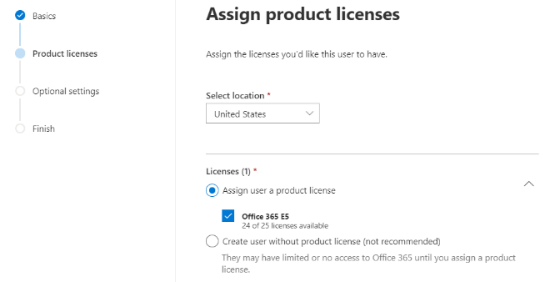 Basics
Product licenses
Optional settings
Finish
Assign product licenses
Assign the licenses you'd like this user to have.
Select location *
United States
Licenses (1) *
Assign user a product license
Office 365 E5
24 of 25 licenses available
Create user without product license (not recommended)
They may have limited or no access to Office 365 until you assign a product
license.